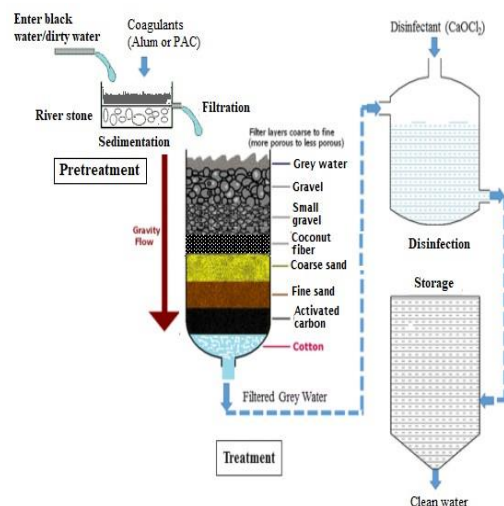 Enter black
water/dirty water
Coagulants
(Alum or PAC)
River stone
Sedimentation
Filtration
Pretreatment
Gravity
Flow
Filter layers coarse to fine
(more porous to less porous)
Grey water
Gravel
Small
gravel
Coconut
fiber
Coarse sand
Fine sand
Activated
carbon
Cotton
Filtered Grey Water
Treatment
Disinfectant (CaOCl₂)
Disinfection
Storage
Clean water